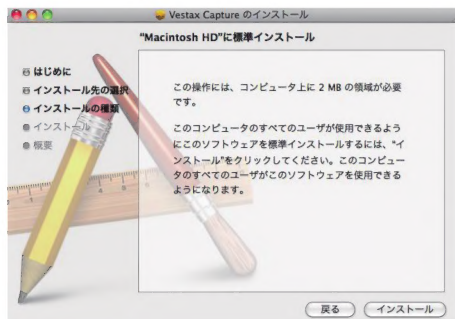 Vestax Capture のインストール
"Macintosh HD"に標準インストール
はじめに
インストール先の選択
インストールの種類
インストール
概要
この操作には、コンピュータ上に 2 MB の領域が必要
です。
このコンピュータのすべてのユーザが使用できるよう
にこのソフトウェアを標準インストールするには、"イ
ンストール"をクリックしてください。このコンピュー
タのすべてのユーザがこのソフトウェアを使用できる
ようになります。
戻る
インストール